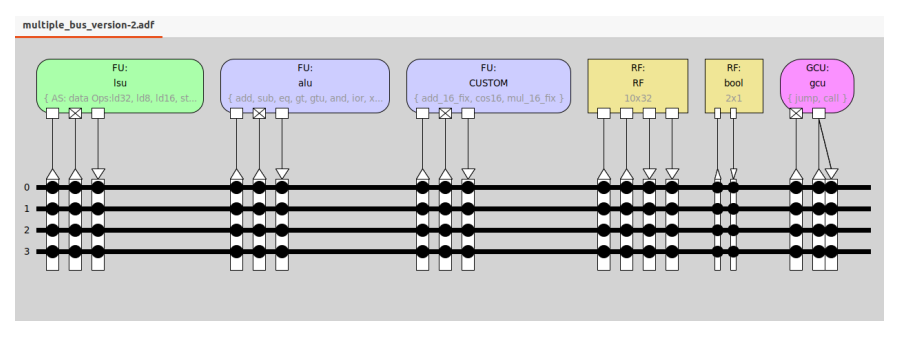 multiple_bus_version-2.adf
FU:
lsu
{ AS: data Ops:ld32, ld8, ld16, st...
FU:
alu
{ add, sub, eq, gt, gtu, and, ior, x...
FU:
CUSTOM
{ add_16_fix, cos16, mul_16_fix }
RF:
RF
10x32
RF:
bool
2x1
GCU:
gcu
{ jump, call }
0
1
2
3